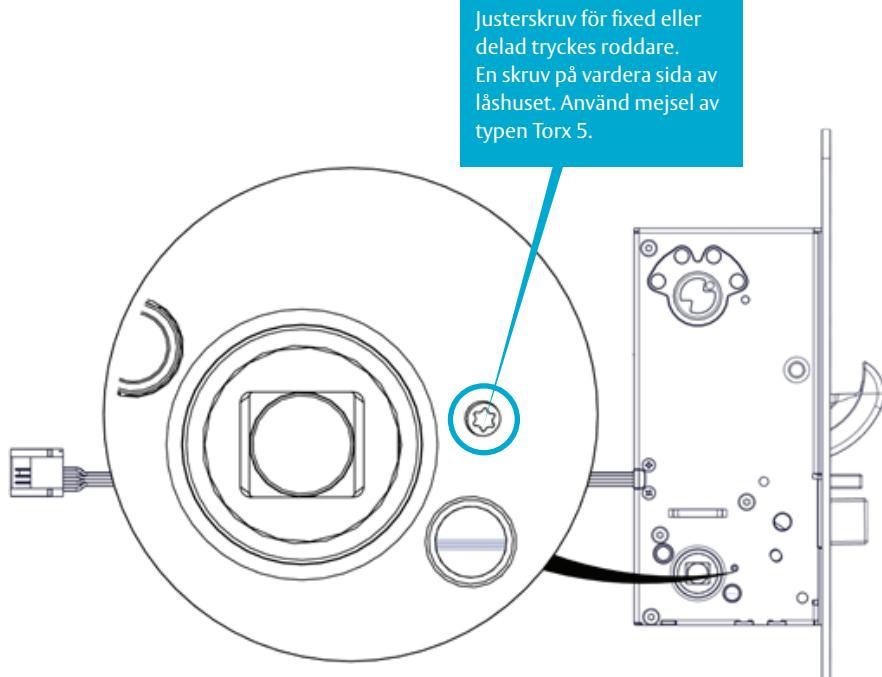 Justerskruv för fixed eller
delad tryckes roddare.
En skruv på vardera sida av
låshuset. Använd mejsel av
typen Torx 5.